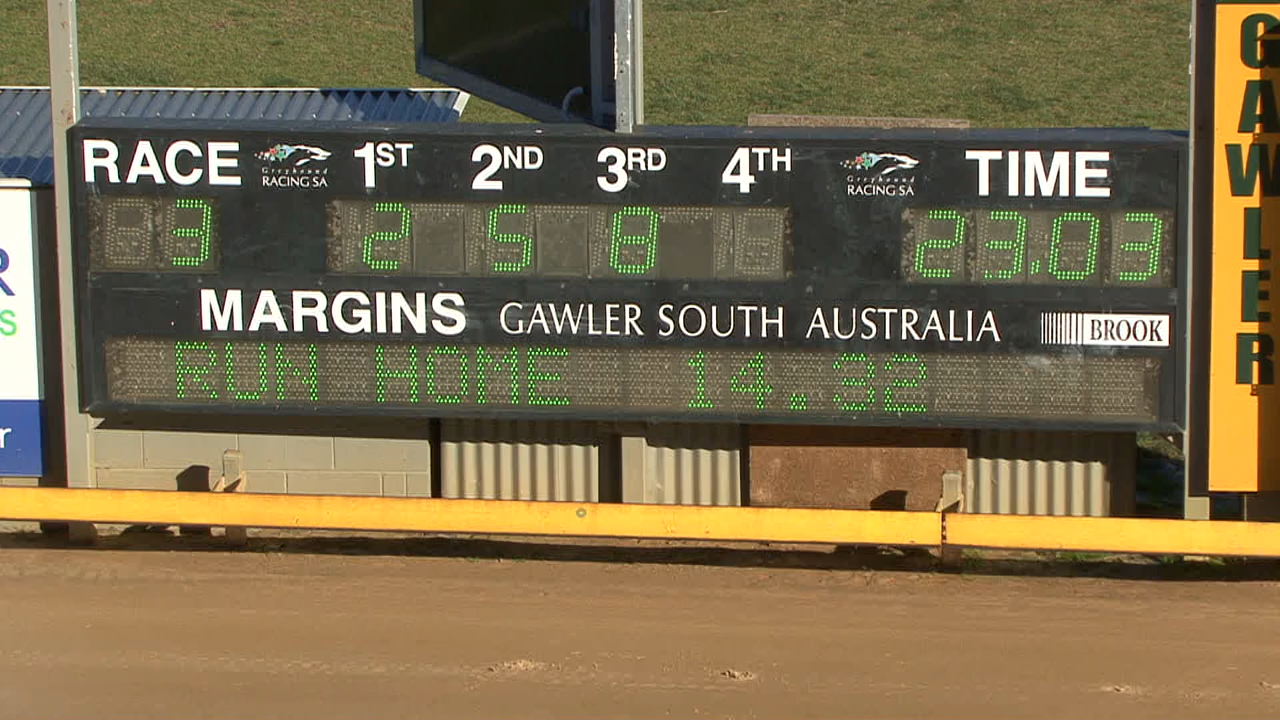 RACE Greyhound RACING SA 1ST 2ND 3RD 4TH Greyhound RACING SA TIME
3 2 5 8 23.03
MARGINS GAWLER SOUTH AUSTRALIA BROOK
RUN HOME 14.32
GAWLER
R
S
r